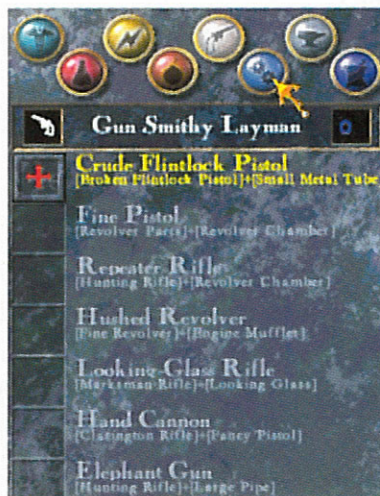 Gun Smithy Layman
Crude Flintlock Pistol
[Broken Flintlock Pistol]+[Small Metal Tube
Fine Pistol
[Revolver Parts]+[Revolver Chamber]
Repeater Rifle
[Hunting Rifle]+[Revolver Chamber]
Hushed Revolver
[Fine Revolver]+[Engine Muffler]
Looking-Glass Rifle
[Marksman Rifle]+[Looking Glass]
Hand Cannon
[Clarington Rifle]+[Fancy Pistol]
Elephant Gun
[Hunting Rifle]+[Large Pipe]